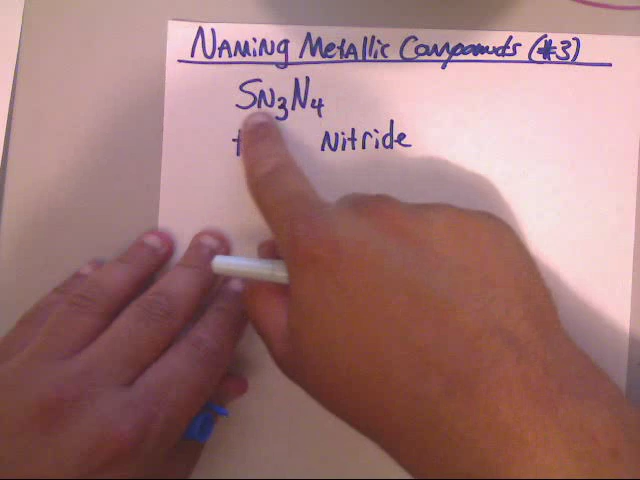 Naming Metallic Compounds (#3)
SN₃N₄
Nitride